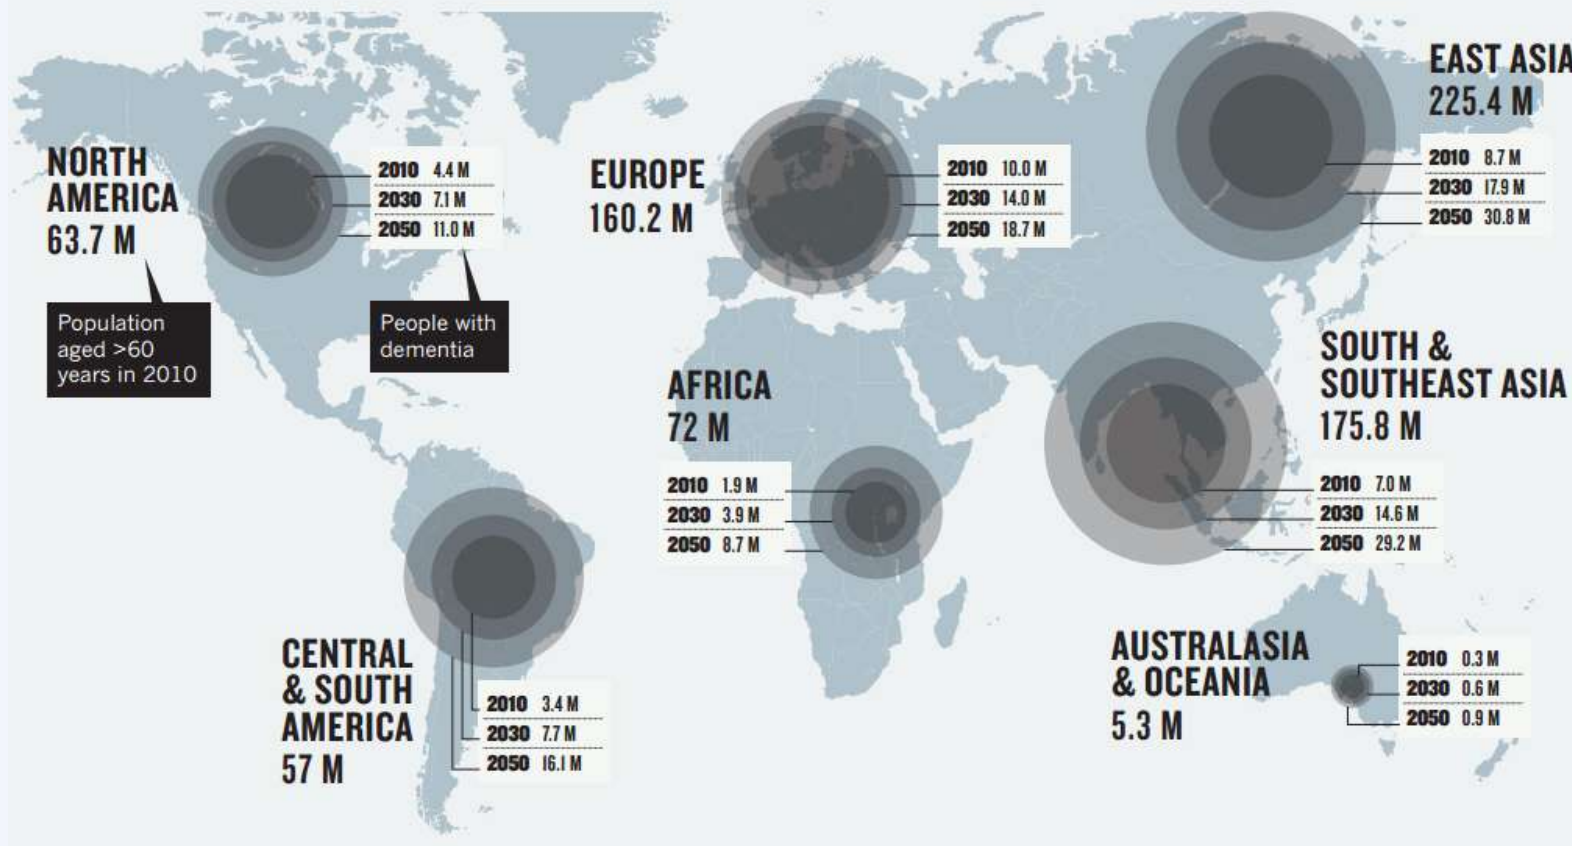 NORTH
AMERICA
63.7 M
2010 4.4 M
2030 7.1 M
2050 11.0 M
Population
aged >60
years in 2010
People with
dementia
EUROPE
160.2 M
2010 10.0 M
2030 14.0 M
2050 18.7 M
EAST ASIA
225.4 M
2010 8.7 M
2030 17.9 M
2050 30.8 M
AFRICA
72 M
2010 1.9 M
2030 3.9 M
2050 8.7 M
SOUTH &
SOUTHEAST ASIA
175.8 M
2010 7.0 M
2030 14.6 M
2050 29.2 M
CENTRAL
& SOUTH
AMERICA
57 M
2010 3.4 M
2030 7.7 M
2050 16.1 M
AUSTRALASIA
& OCEANIA
5.3 M
2010 0.3 M
2030 0.6 M
2050 0.9 M